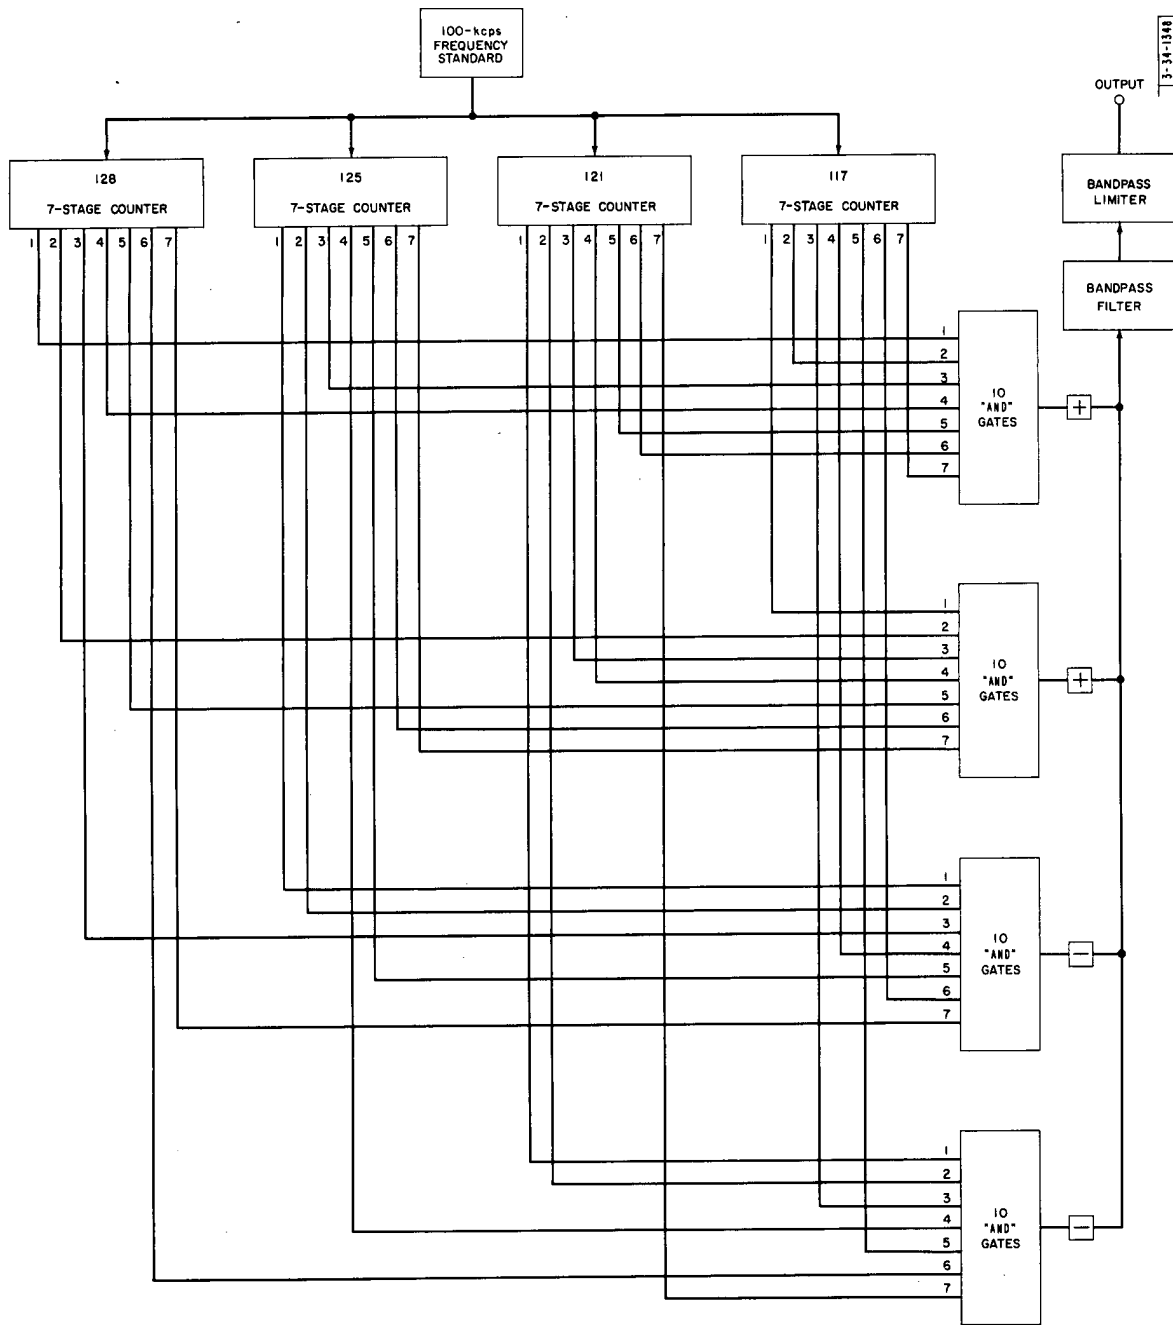 100-kcps
FREQUENCY
STANDARD
3-34-1348
OUTPUT
128
7-STAGE COUNTER
1 2 3 4 5 6 7
125
7-STAGE COUNTER
1 2 3 4 5 6 7
121
7-STAGE COUNTER
1 2 3 4 5 6 7
117
7-STAGE COUNTER
1 2 3 4 5 6 7
BANDPASS
LIMITER
BANDPASS
FILTER
1
2
3
4
5
6
7
10
"AND"
GATES
+
1
2
3
4
5
6
7
10
"AND"
GATES
+
1
2
3
4
5
6
7
10
"AND"
GATES
−
1
2
3
4
5
6
7
10
"AND"
GATES
−